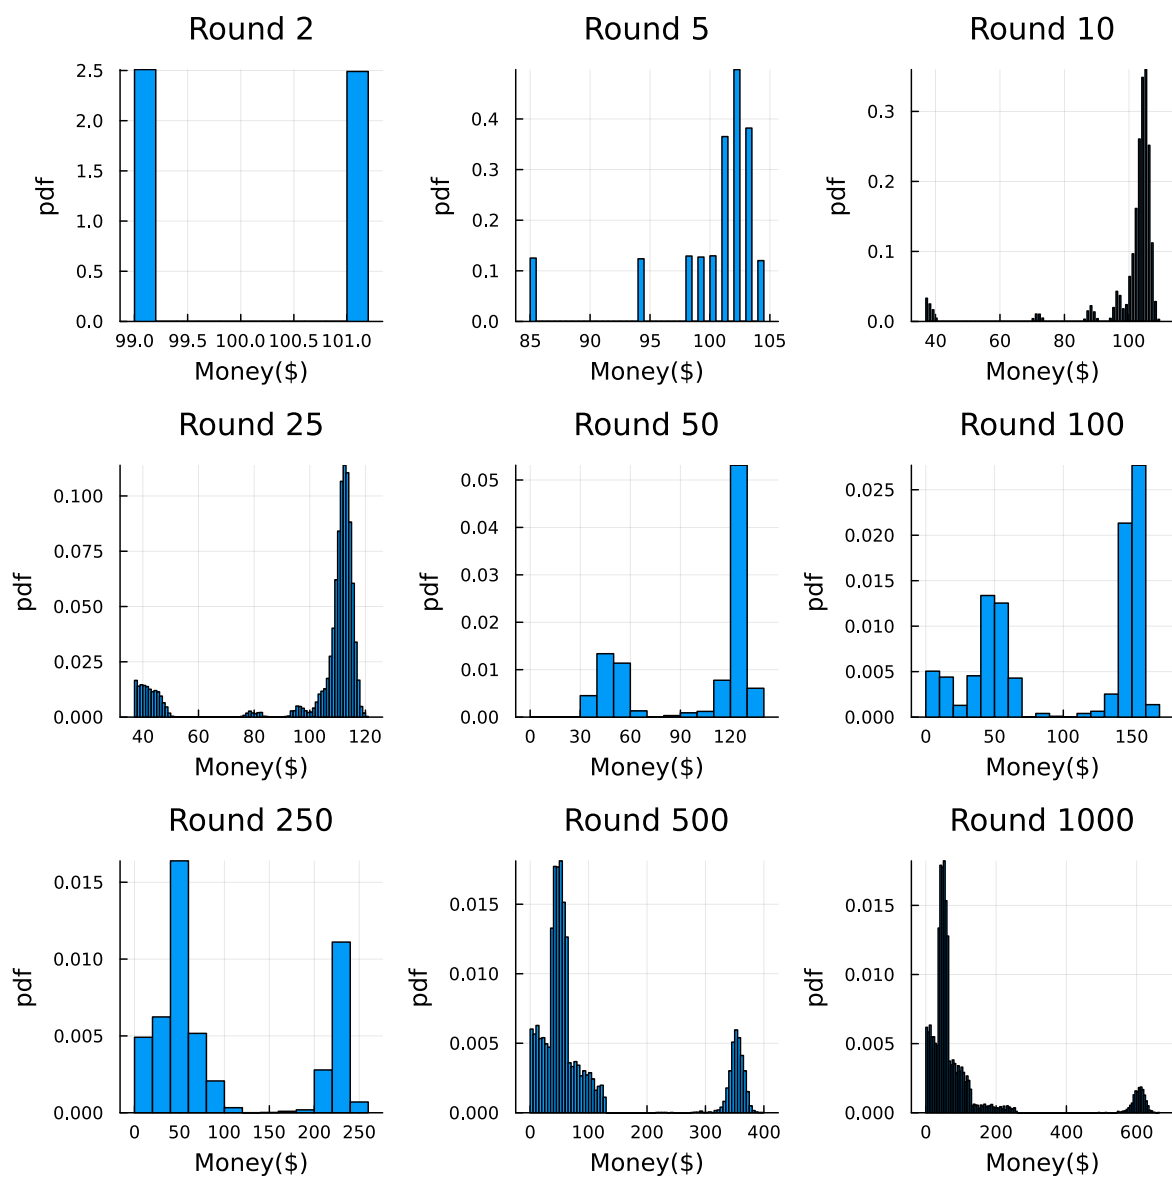 Round 2
Round 5
Round 10
pdf
2.5
2.0
1.5
1.0
0.5
0.0
99.0 99.5 100.0 100.5 101.0
Money($)
pdf
0.4
0.3
0.2
0.1
0.0
85 90 95 100 105
Money($)
pdf
0.3
0.2
0.1
0.0
40 60 80 100
Money($)
Round 25
Round 50
Round 100
pdf
0.100
0.075
0.050
0.025
0.000
40 60 80 100 120
Money($)
pdf
0.05
0.04
0.03
0.02
0.01
0.00
0 30 60 90 120
Money($)
pdf
0.025
0.020
0.015
0.010
0.005
0.000
0 50 100 150
Money($)
Round 250
Round 500
Round 1000
pdf
0.015
0.010
0.005
0.000
0 50 100 150 200 250
Money($)
pdf
0.015
0.010
0.005
0.000
0 100 200 300 400
Money($)
pdf
0.015
0.010
0.005
0.000
0 200 400 600
Money($)